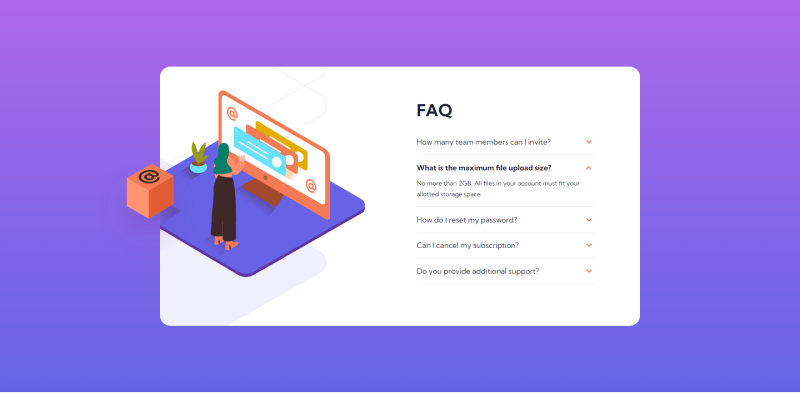 FAQ
How many team members can I invite?
What is the maximum file upload size?
No more than 2GB. All files in your account must fit your
allotted storage space.
How do I reset my password?
Can I cancel my subscription?
Do you provide additional support?